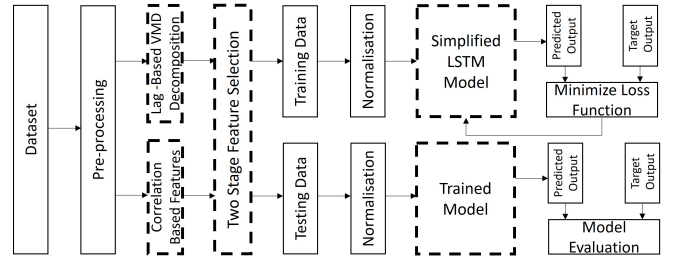 Dataset
Pre-processing
Lag -Based VMD
Decomposition
Correlation
Based Features
Two Stage Feature Selection
Training Data
Normalisation
Simplified
LSTM
Model
Predicted
Output
Target
Output
Minimize Loss
Function
Testing Data
Normalisation
Trained
Model
Predicted
Output
Target
Output
Model
Evaluation